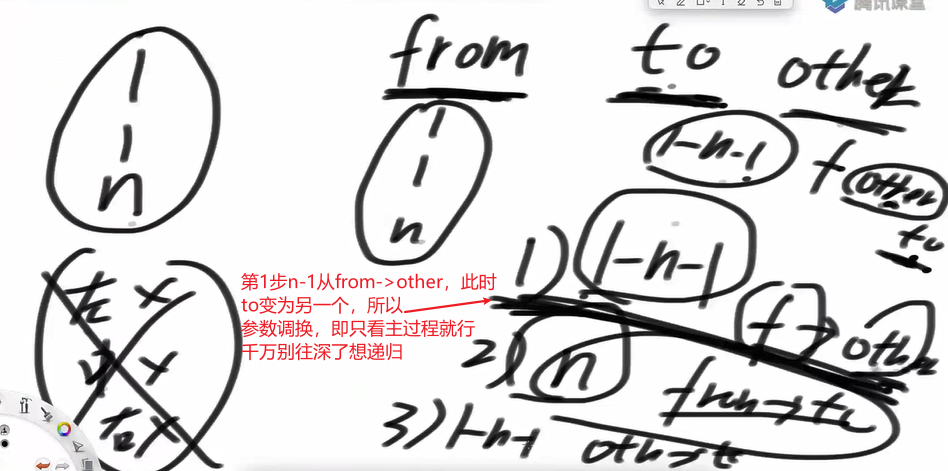 腾讯课堂
from to other
1
1
n
1
1
n
1-n-1
f other
to
第1步n-1从from->other，此时
to变为另一个，所以
参数调换，即只看主过程就行
千万别往深了想递归
1) 1-n-1
f→other
2) n
from→to
3) 1-n-1 oth→to